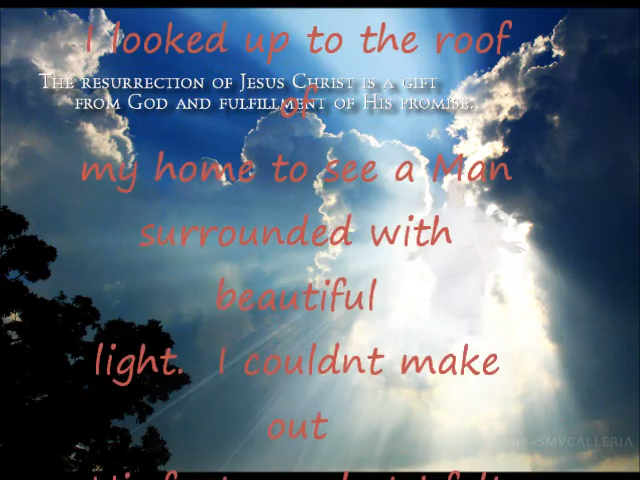 I looked up to the roof
THE RESURRECTION OF JESUS CHRIST IS A GIFT
FROM GOD AND FULFILLMENT OF HIS PROMISE.
of
my home to see a Man
surrounded with
beautiful
light. I couldnt make
out
-SMVGALLERIA